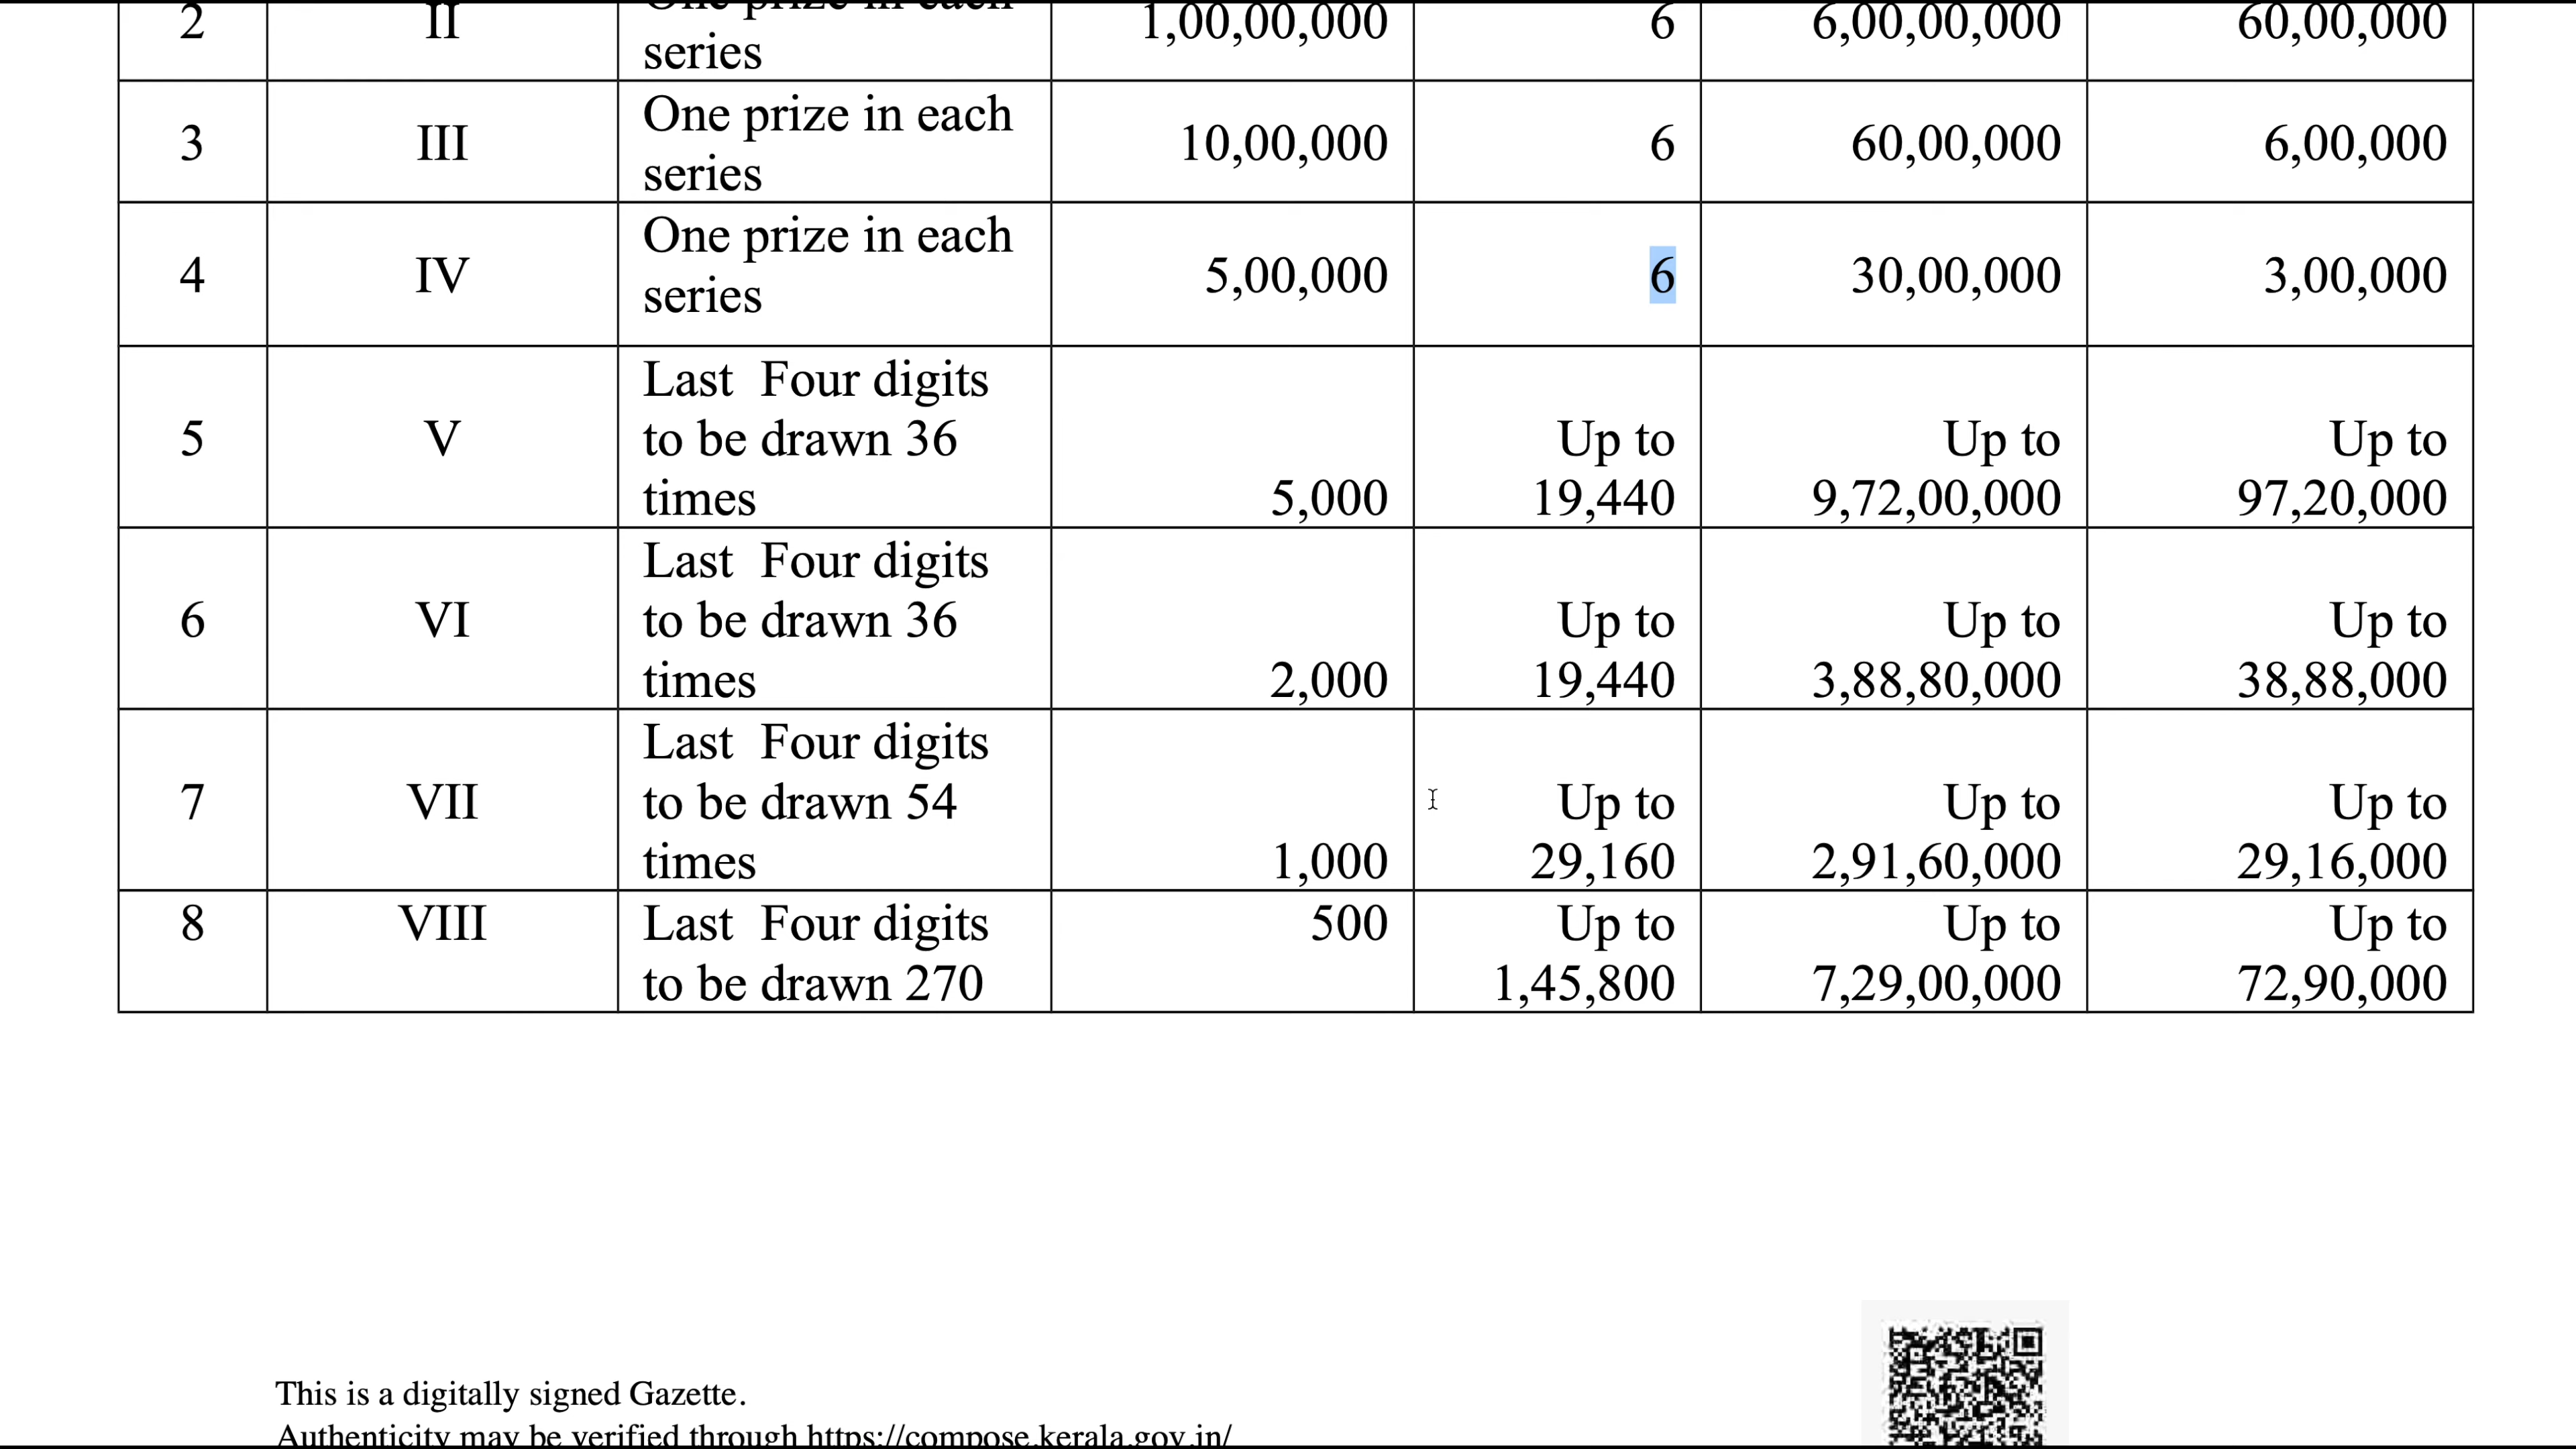 2 II One prize in each series 1,00,00,000 6 6,00,00,000 60,00,000
3 III One prize in each series 10,00,000 6 60,00,000 6,00,000
4 IV One prize in each series 5,00,000 6 30,00,000 3,00,000
5 V Last Four digits to be drawn 36 times 5,000 Up to 19,440 Up to 9,72,00,000 Up to 97,20,000
6 VI Last Four digits to be drawn 36 times 2,000 Up to 19,440 Up to 3,88,80,000 Up to 38,88,000
7 VII Last Four digits to be drawn 54 times 1,000 Up to 29,160 Up to 2,91,60,000 Up to 29,16,000
8 VIII Last Four digits to be drawn 270 500 Up to 1,45,800 Up to 7,29,00,000 Up to 72,90,000
This is a digitally signed Gazette.
Authenticity may be verified through https://compose.kerala.gov.in/